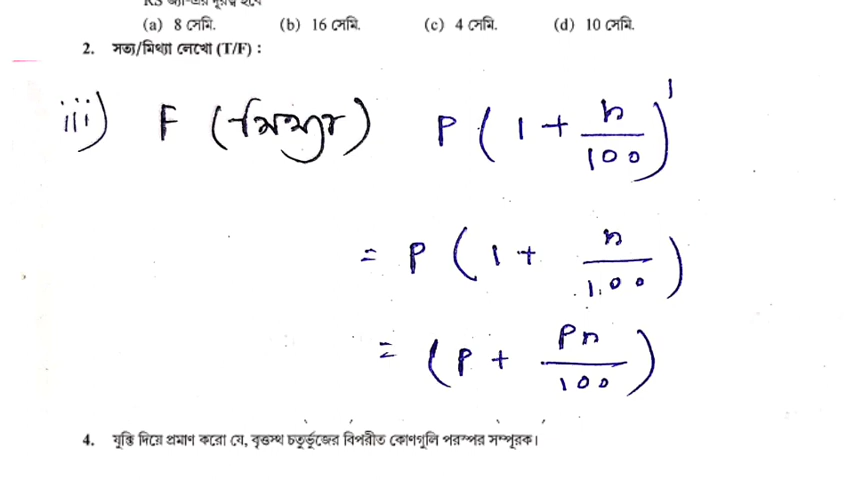 (a) 8 সেমি. (b) 16 সেমি. (c) 4 সেমি. (d) 10 সেমি.
2. সত্য/মিথ্যা লেখো (T/F) :
iii) F (মিথ্যা) P(1 + n/100)^1
= P(1 + n/100)
= (P + Pn/100)
4. যুক্তি দিয়ে প্রমাণ করো যে, বৃত্তস্থ চতুর্ভুজের বিপরীত কোণগুলি পরস্পর সম্পূরক।